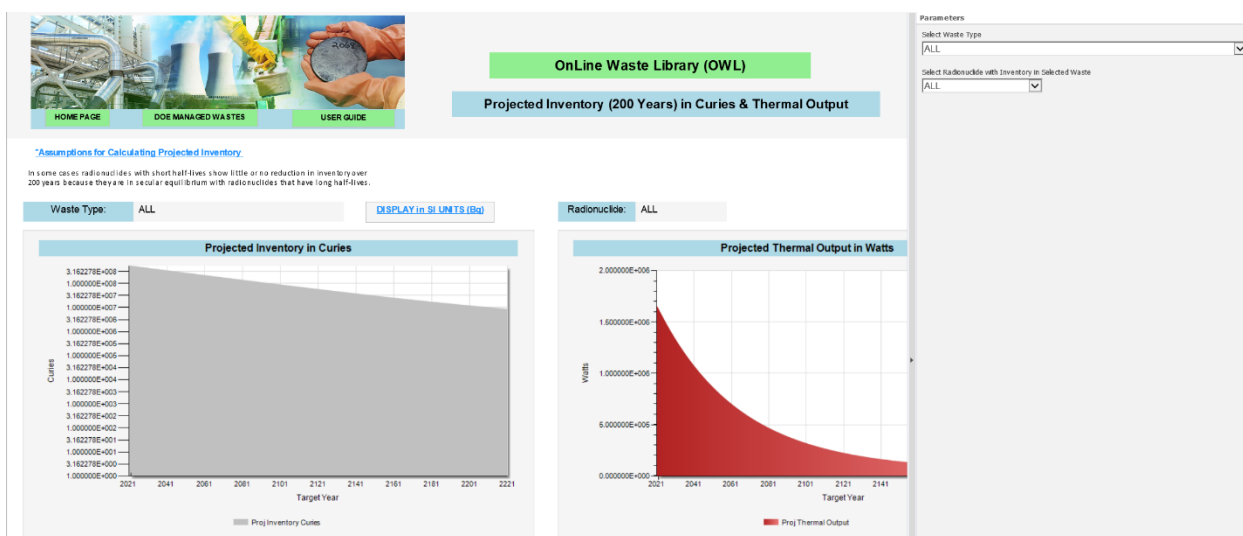 Parameters
Select Waste Type
ALL
Select Radionuclide with Inventory in Selected Waste
ALL
OnLine Waste Library (OWL)
Projected Inventory (200 Years) in Curies & Thermal Output
HOME PAGE
DOE MANAGED WASTES
USER GUIDE
*Assumptions for Calculating Projected Inventory
In some cases radionuclides with short half-lives show little or no reduction in inventory over
200 years because they are in secular equilibrium with radionuclides that have long half-lives.
Waste Type: ALL
DISPLAY in SI UNITS (Bq)
Radionuclide: ALL
Projected Inventory in Curies
3.162278E+008
1.000000E+008
3.162278E+007
1.000000E+007
3.162278E+006
1.000000E+006
3.162278E+005
1.000000E+005
3.162278E+004
1.000000E+004
3.162278E+003
1.000000E+003
3.162278E+002
1.000000E+002
3.162278E+001
1.000000E+001
3.162278E+000
1.000000E+000
Curies
2021 2041 2061 2081 2101 2121 2141 2161 2181 2201 2221
Target Year
Proj Inventory Curies
Projected Thermal Output in Watts
2.000000E+006
1.500000E+006
1.000000E+006
5.000000E+005
0.000000E+000
Watts
2021 2041 2061 2081 2101 2121 2141
Target Year
Proj Thermal Output